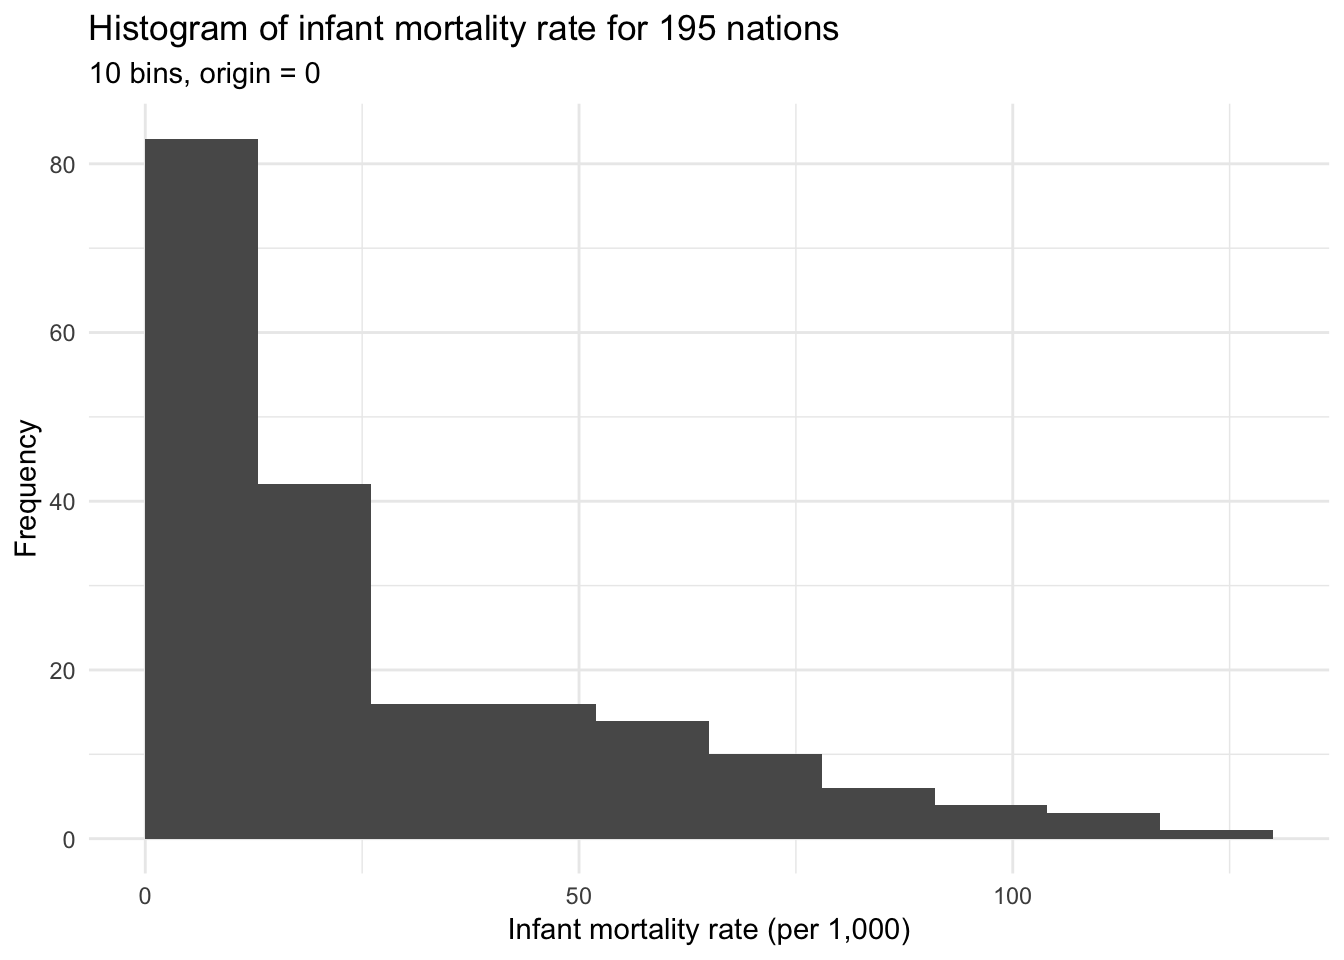 Histogram of infant mortality rate for 195 nations
10 bins, origin = 0
80
60
40
20
0
Frequency
0 50 100
Infant mortality rate (per 1,000)